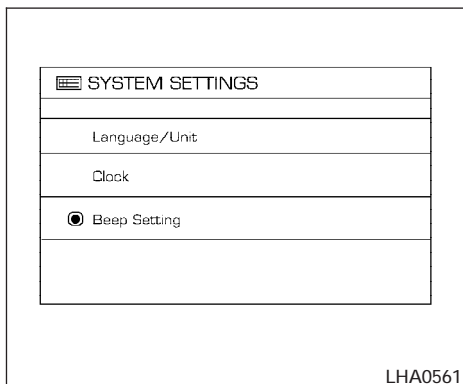 SYSTEM SETTINGS
Language/Unit
Clock
Beep Setting
LHA0561